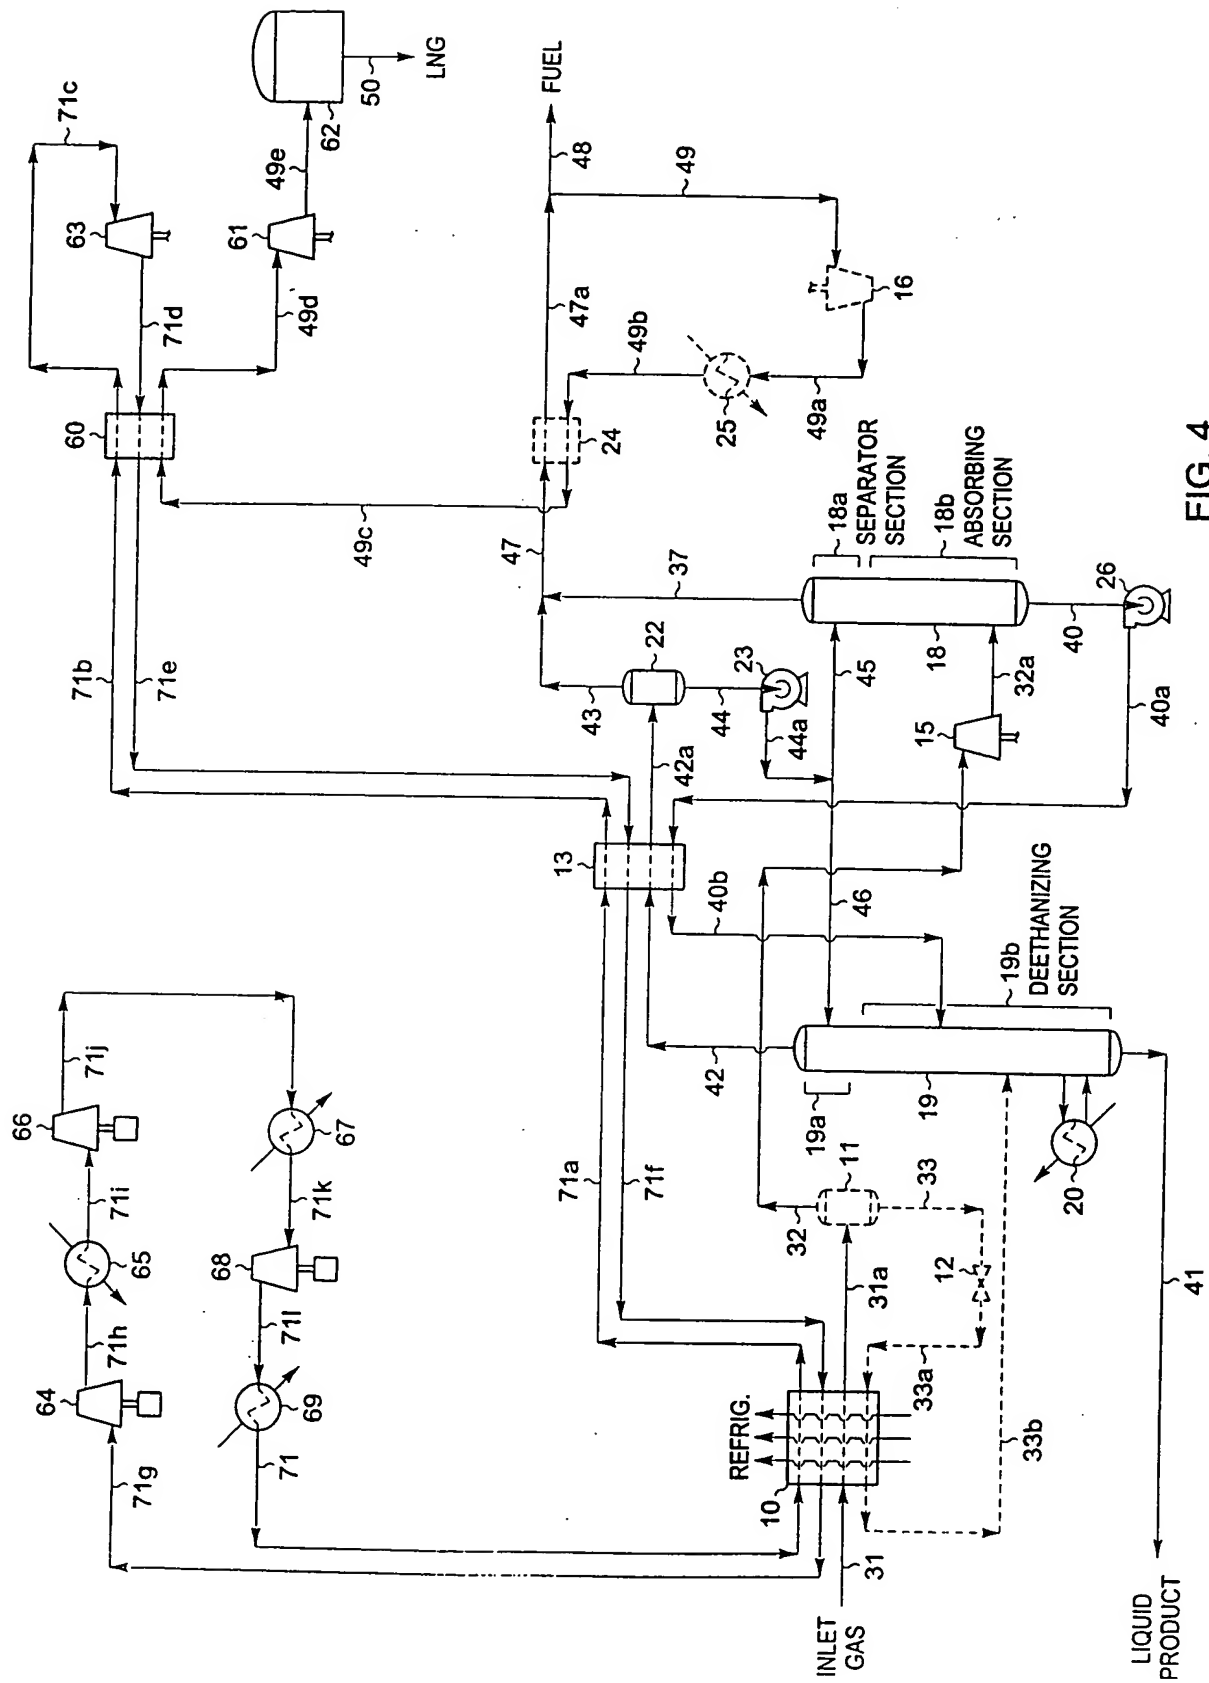 71c
63
71d
60
61
49d
49e
62
50
LNG
FUEL
48
49
47a
49b
16
25
49a
24
49c
47
37
18a
SEPARATOR
SECTION
18b
ABSORBING
SECTION
71b
71e
43
22
44
23
44a
42a
45
18
32a
15
40
26
40a
13
40b
46
DEETHANIZING
SECTION
19b
42
19a
19
20
71a
71f
11
32
33
12
31a
33a
33b
41
66
71j
67
71i
65
71k
68
71h
64
71l
69
71g
71
REFRIG.
10
31
INLET
GAS
LIQUID
PRODUCT
FIG. 4